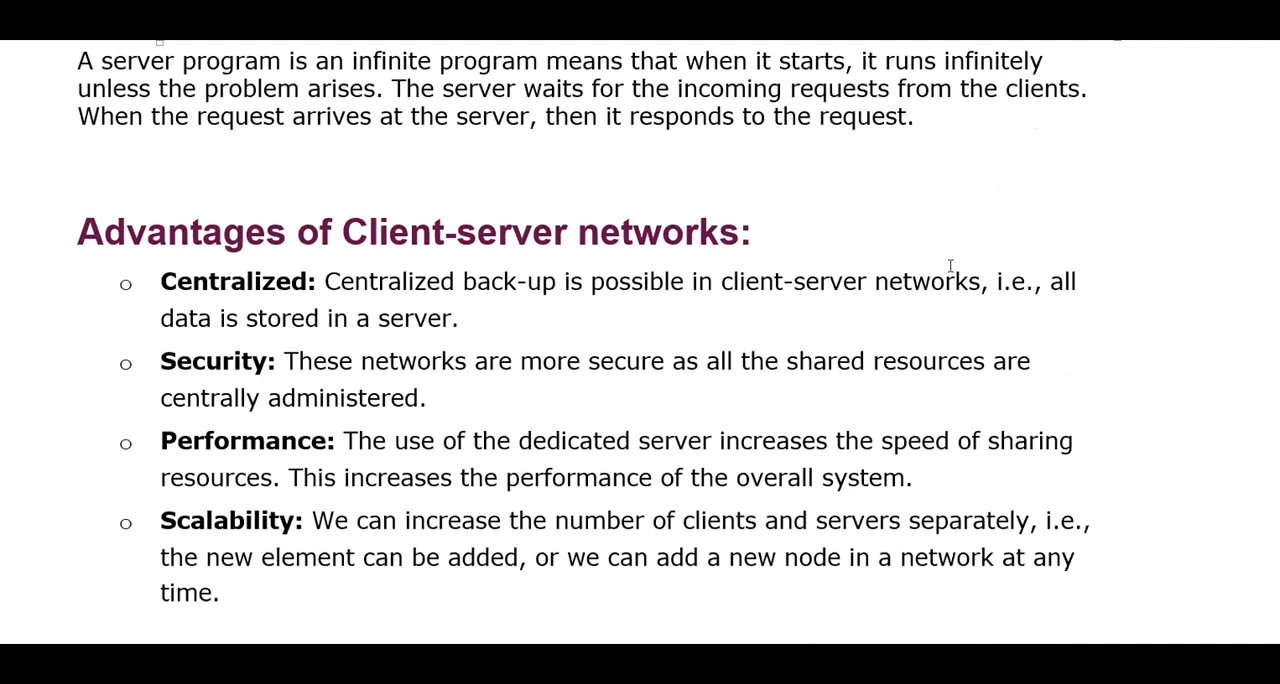 A server program is an infinite program means that when it starts, it runs infinitely
unless the problem arises. The server waits for the incoming requests from the clients.
When the request arrives at the server, then it responds to the request.
Advantages of Client-server networks:
o Centralized: Centralized back-up is possible in client-server networks, i.e., all
data is stored in a server.
o Security: These networks are more secure as all the shared resources are
centrally administered.
o Performance: The use of the dedicated server increases the speed of sharing
resources. This increases the performance of the overall system.
o Scalability: We can increase the number of clients and servers separately, i.e.,
the new element can be added, or we can add a new node in a network at any
time.